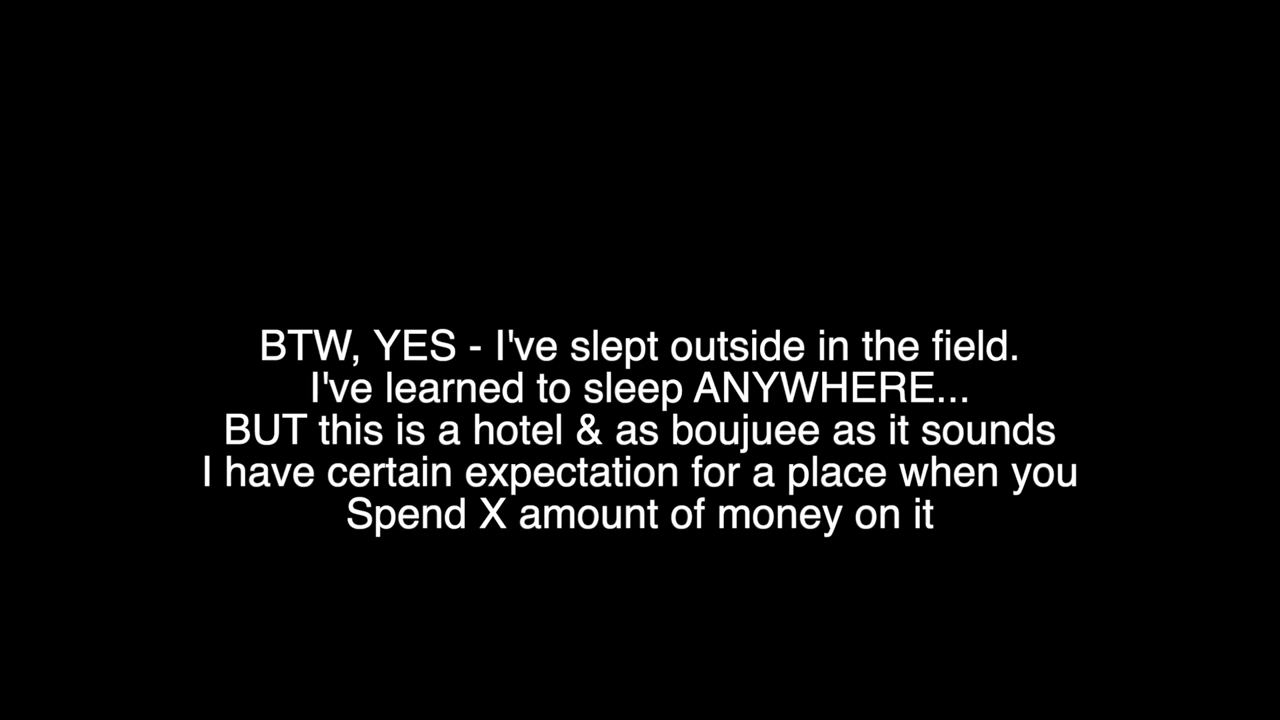 BTW, YES - I've slept outside in the field.
I've learned to sleep ANYWHERE...
BUT this is a hotel & as boujuee as it sounds
I have certain expectation for a place when you
Spend X amount of money on it